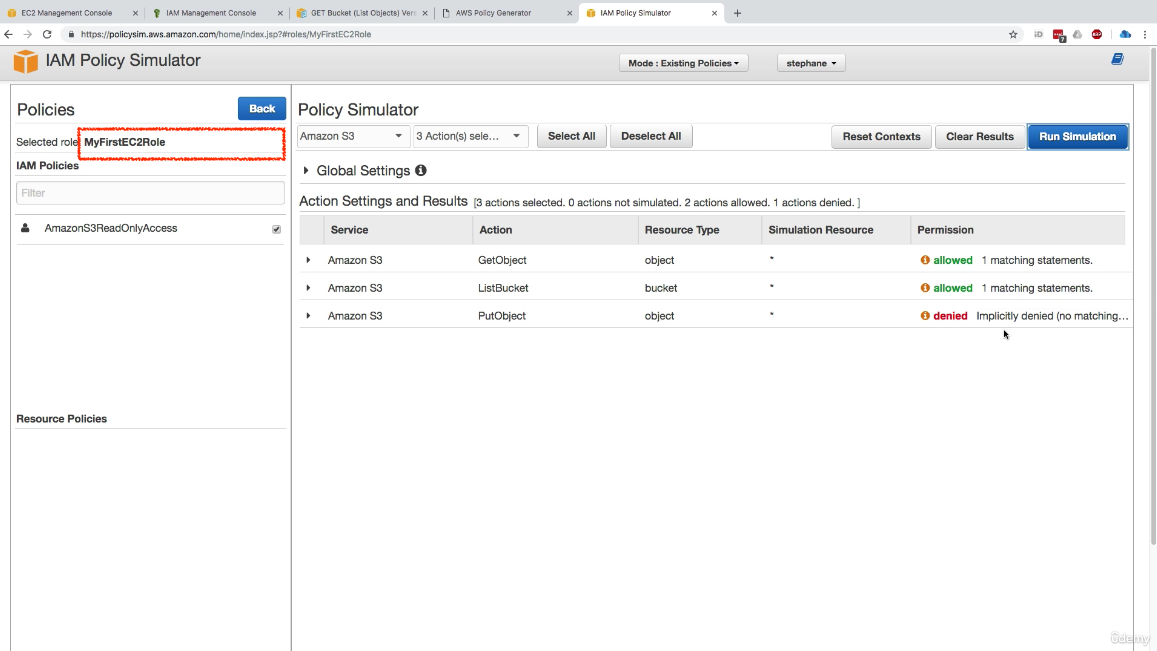 EC2 Management Console
IAM Management Console
GET Bucket (List Objects) Vers
AWS Policy Generator
IAM Policy Simulator
https://policysim.aws.amazon.com/home/index.jsp?#roles/MyFirstEC2Role
IAM Policy Simulator
Mode : Existing Policies
stephane
Policies
Back
Selected role
MyFirstEC2Role
IAM Policies
Filter
AmazonS3ReadOnlyAccess
Resource Policies
Policy Simulator
Amazon S3
3 Action(s) sele...
Select All
Deselect All
Reset Contexts
Clear Results
Run Simulation
Global Settings
Action Settings and Results [3 actions selected. 0 actions not simulated. 2 actions allowed. 1 actions denied. ]
Service Action Resource Type Simulation Resource Permission
Amazon S3 GetObject object * allowed 1 matching statements.
Amazon S3 ListBucket bucket * allowed 1 matching statements.
Amazon S3 PutObject object * denied Implicitly denied (no matching...
Udemy